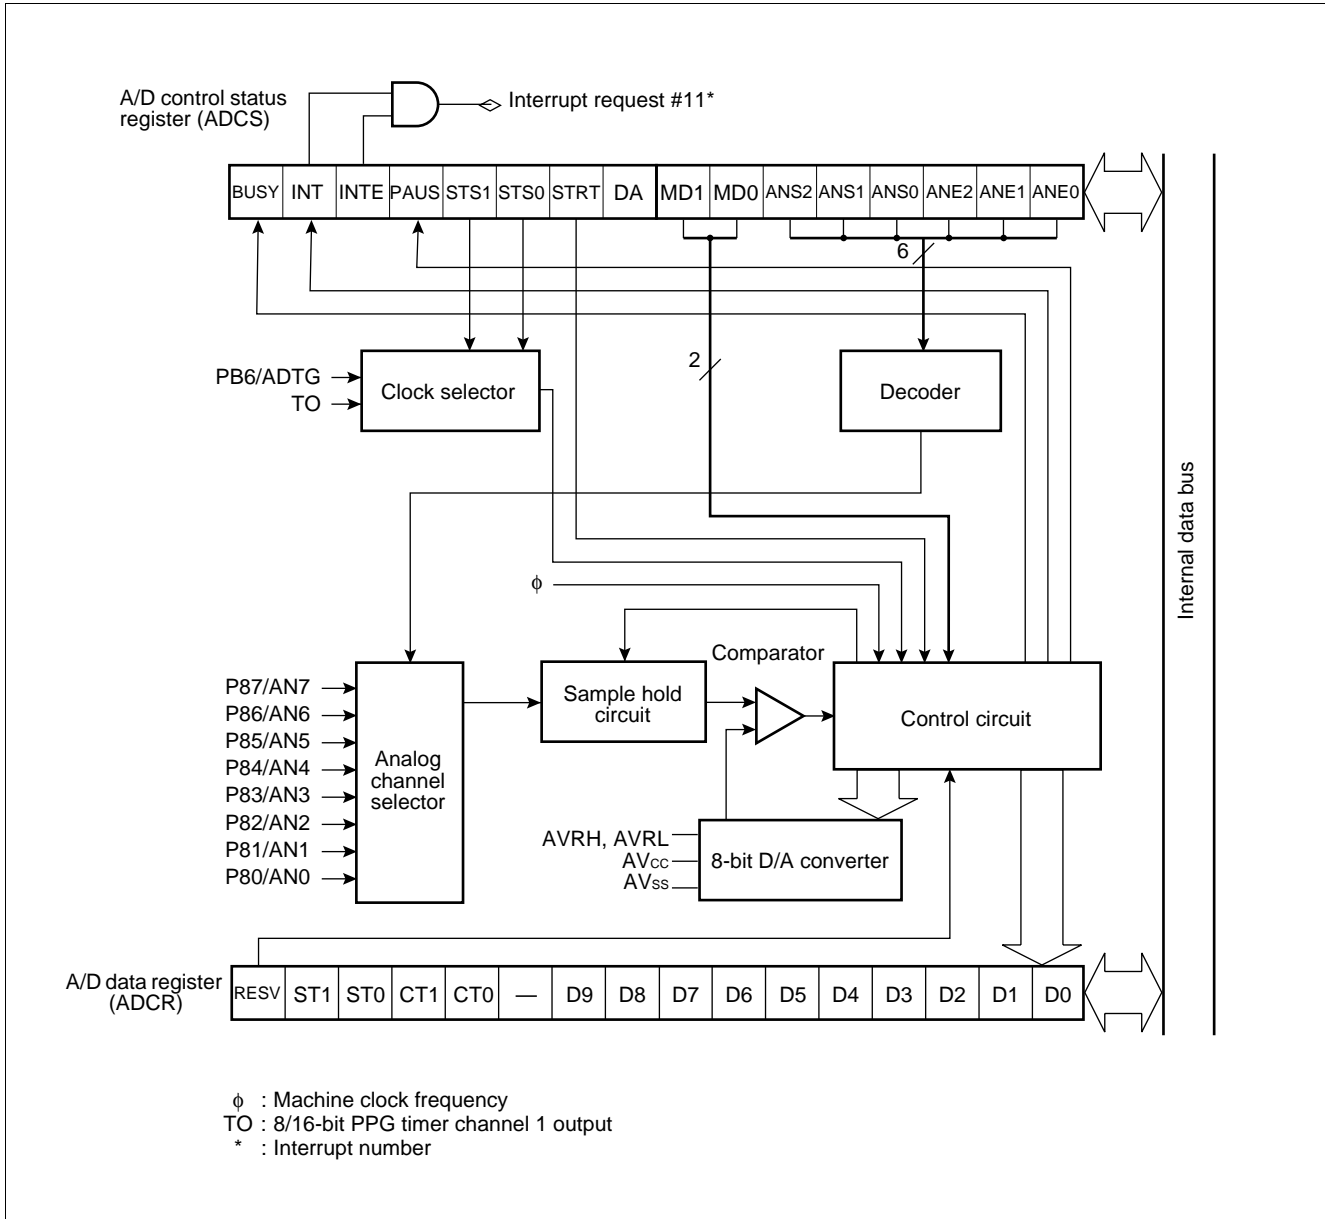 A/D control status
register (ADCS)
Interrupt request #11*
BUSY INT INTE PAUS STS1 STS0 STRT DA MD1 MD0 ANS2 ANS1 ANS0 ANE2 ANE1 ANE0
6
2
PB6/ADTG
TO
Clock selector
Decoder
Internal data bus
ϕ
Comparator
P87/AN7
P86/AN6
P85/AN5
P84/AN4
P83/AN3
P82/AN2
P81/AN1
P80/AN0
Analog
channel
selector
Sample hold
circuit
Control circuit
AVRH, AVRL
AVCC
AVSS
8-bit D/A converter
A/D data register
(ADCR)
RESV ST1 ST0 CT1 CT0 — D9 D8 D7 D6 D5 D4 D3 D2 D1 D0
ϕ : Machine clock frequency
TO : 8/16-bit PPG timer channel 1 output
* : Interrupt number